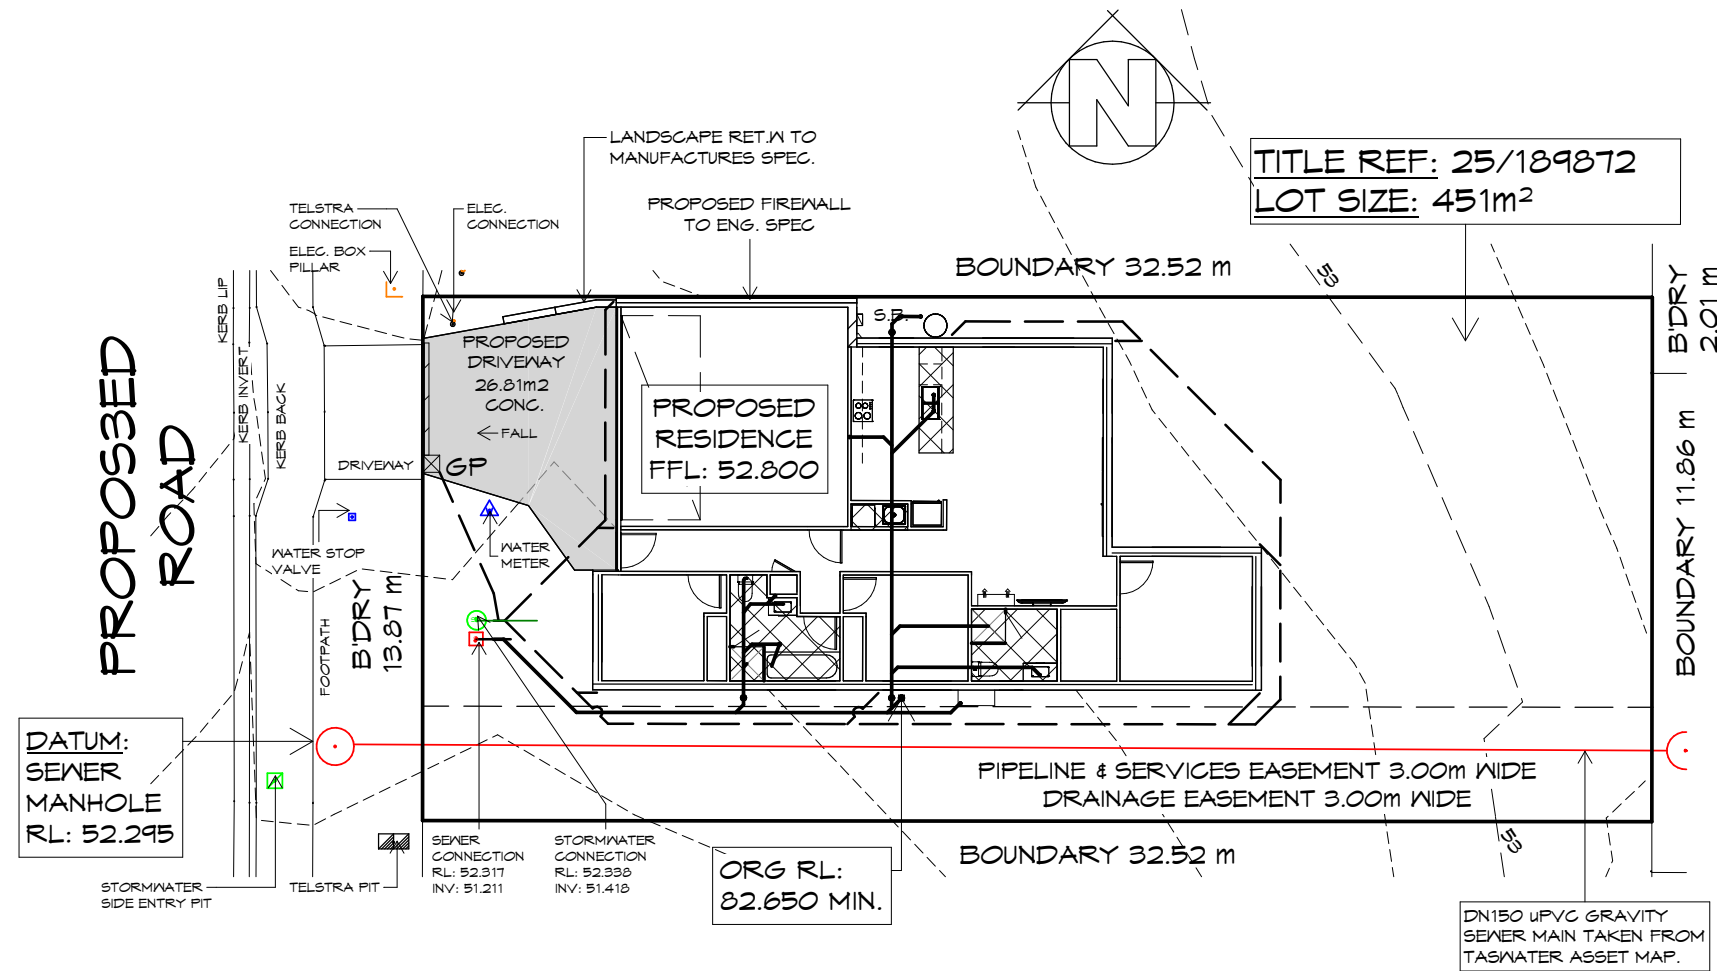 N
TITLE REF: 25/189872
LOT SIZE: 451m²
LANDSCAPE RET.W TO
MANUFACTURES SPEC.
PROPOSED FIREWALL
TO ENG. SPEC
TELSTRA
CONNECTION
ELEC.
CONNECTION
ELEC. BOX
PILLAR
BOUNDARY 32.52 m
53
B'DRY
2.01 m
KERB LIP
KERB INVERT
KERB BACK
PROPOS3ED
ROAD
PROPOSED
DRIVEWAY
26.81m2
CONC.
FALL
DRIVEWAY
GP
S.B.
PROPOSED
RESIDENCE
FFL: 52.800
BOUNDARY 11.86 m
WATER STOP
VALVE
WATER
METER
FOOTPATH
B'DRY
13.87 m
DATUM:
SEWER
MANHOLE
RL: 52.295
PIPELINE & SERVICES EASEMENT 3.00m WIDE
DRAINAGE EASEMENT 3.00m WIDE
BOUNDARY 32.52 m
53
SEWER
CONNECTION
RL: 52.317
INV: 51.211
STORMWATER
CONNECTION
RL: 52.338
INV: 51.418
ORG RL:
82.650 MIN.
STORMWATER
SIDE ENTRY PIT
TELSTRA PIT
DN150 uPVC GRAVITY
SEWER MAIN TAKEN FROM
TASWATER ASSET MAP.